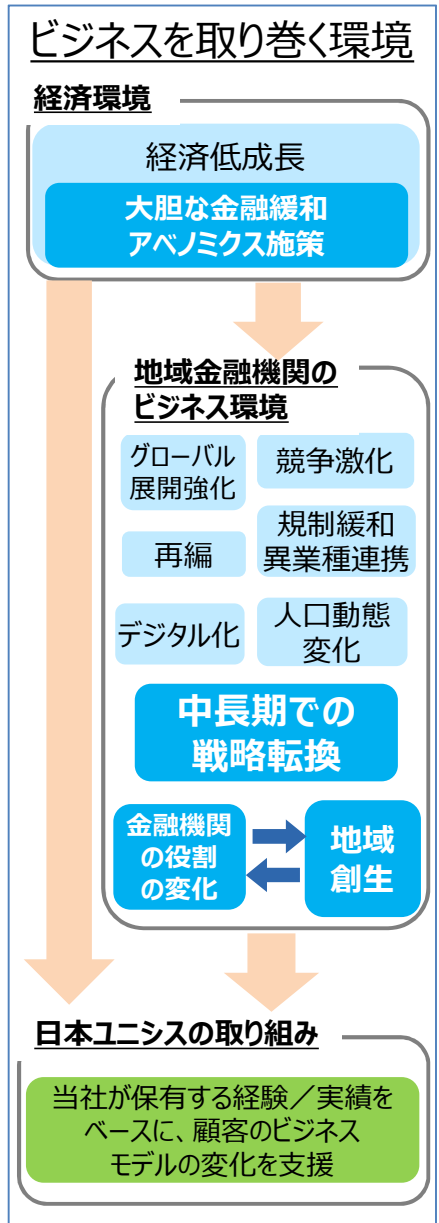 ビジネスを取り巻く環境
経済環境
経済低成長
大胆な金融緩和
アベノミクス施策
地域金融機関の
ビジネス環境
グローバル
展開強化
競争激化
再編
規制緩和
異業種連携
デジタル化
人口動態
変化
中長期での
戦略転換
金融機関
の役割
の変化
地域
創生
日本ユニシスの取り組み
当社が保有する経験／実績を
ベースに、顧客のビジネス
モデルの変化を支援